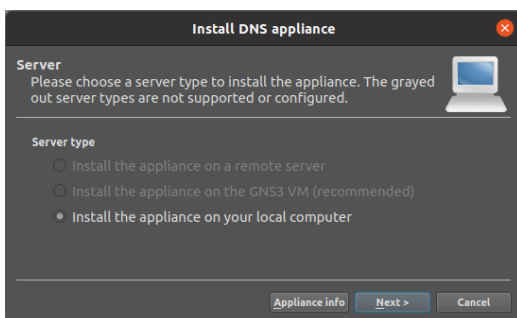 Install DNS appliance
Server
Please choose a server type to install the appliance. The grayed
out server types are not supported or configured.
Server type
Install the appliance on a remote server
Install the appliance on the GNS3 VM (recommended)
Install the appliance on your local computer
Appliance info
Next >
Cancel